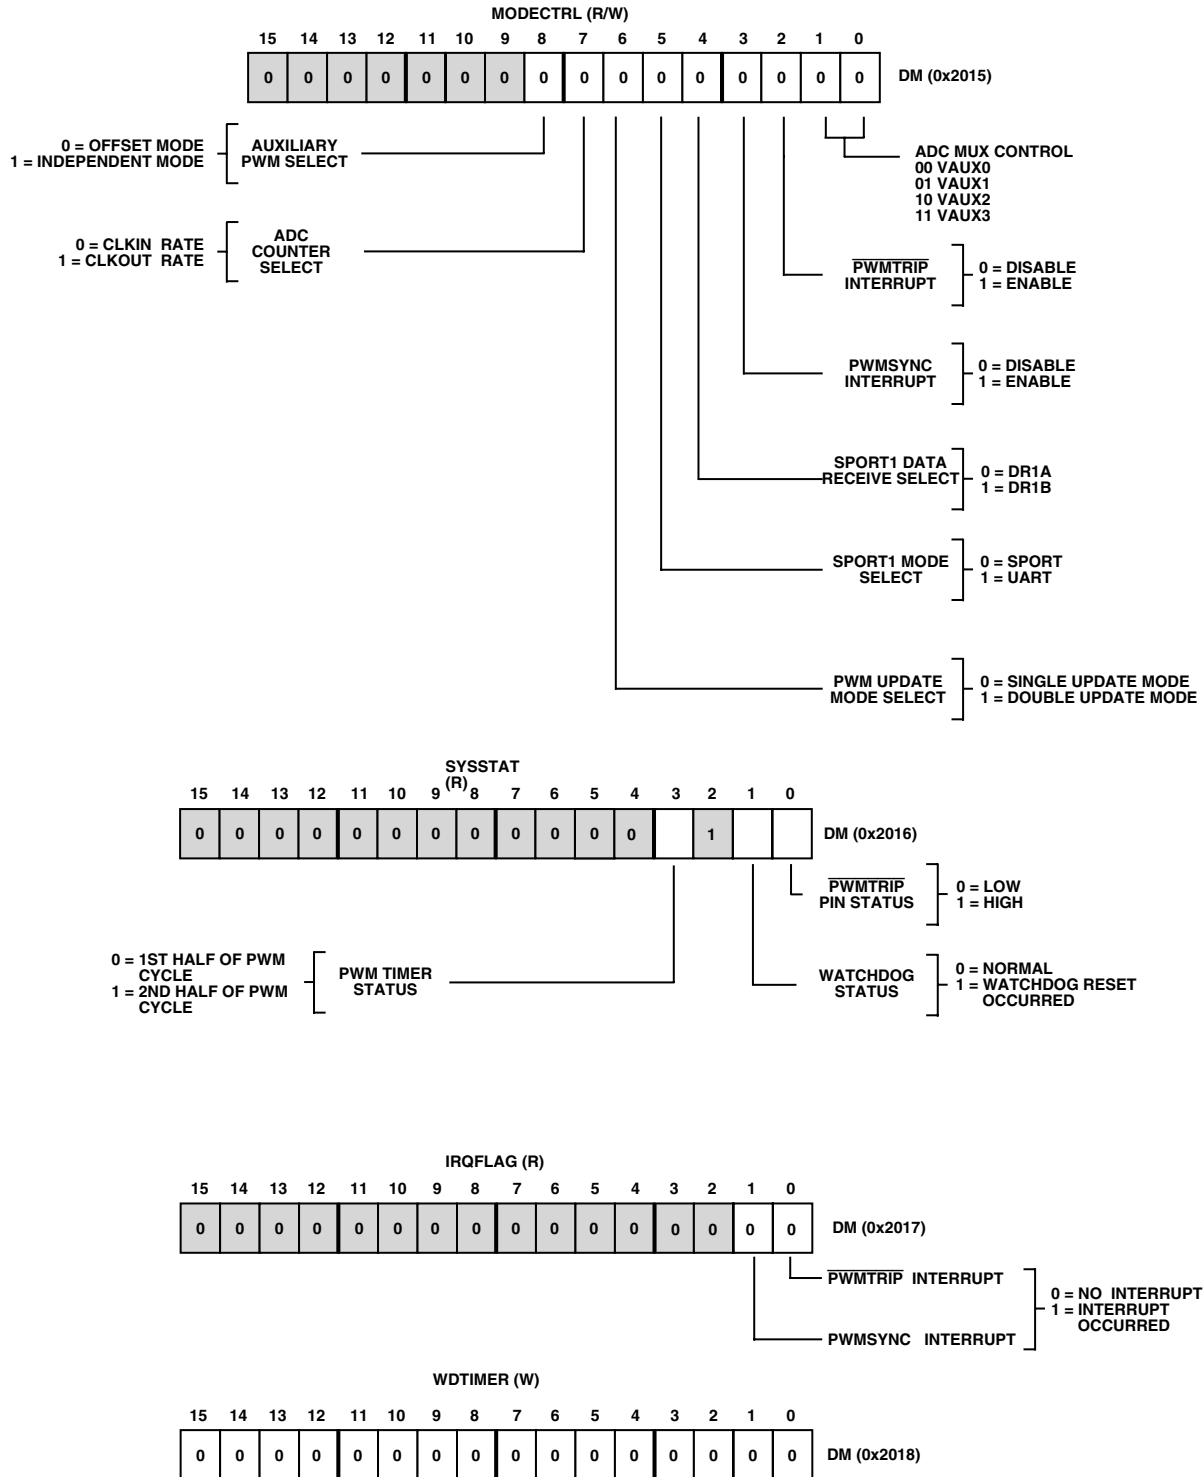 MODECTRL (R/W)
15 14 13 12 11 10 9 8 7 6 5 4 3 2 1 0
0 0 0 0 0 0 0 0 0 0 0 0 0 0 0 0 DM (0x2015)
0 = OFFSET MODE
1 = INDEPENDENT MODE
AUXILIARY
PWM SELECT
ADC MUX CONTROL
00 VAUX0
01 VAUX1
10 VAUX2
11 VAUX3
0 = CLKIN RATE
1 = CLKOUT RATE
ADC
COUNTER
SELECT
PWMTRIP
INTERRUPT
0 = DISABLE
1 = ENABLE
PWMSYNC
INTERRUPT
0 = DISABLE
1 = ENABLE
SPORT1 DATA
RECEIVE SELECT
0 = DR1A
1 = DR1B
SPORT1 MODE
SELECT
0 = SPORT
1 = UART
PWM UPDATE
MODE SELECT
0 = SINGLE UPDATE MODE
1 = DOUBLE UPDATE MODE
SYSSTAT
(R)
15 14 13 12 11 10 9 8 7 6 5 4 3 2 1 0
0 0 0 0 0 0 0 0 0 0 0 0 1 DM (0x2016)
PWMTRIP
PIN STATUS
0 = LOW
1 = HIGH
0 = 1ST HALF OF PWM
CYCLE
1 = 2ND HALF OF PWM
CYCLE
PWM TIMER
STATUS
WATCHDOG
STATUS
0 = NORMAL
1 = WATCHDOG RESET
OCCURRED
IRQFLAG (R)
15 14 13 12 11 10 9 8 7 6 5 4 3 2 1 0
0 0 0 0 0 0 0 0 0 0 0 0 0 0 0 0 DM (0x2017)
PWMTRIP INTERRUPT
PWMSYNC INTERRUPT
0 = NO INTERRUPT
1 = INTERRUPT
OCCURRED
WDTIMER (W)
15 14 13 12 11 10 9 8 7 6 5 4 3 2 1 0
0 0 0 0 0 0 0 0 0 0 0 0 0 0 0 0 DM (0x2018)